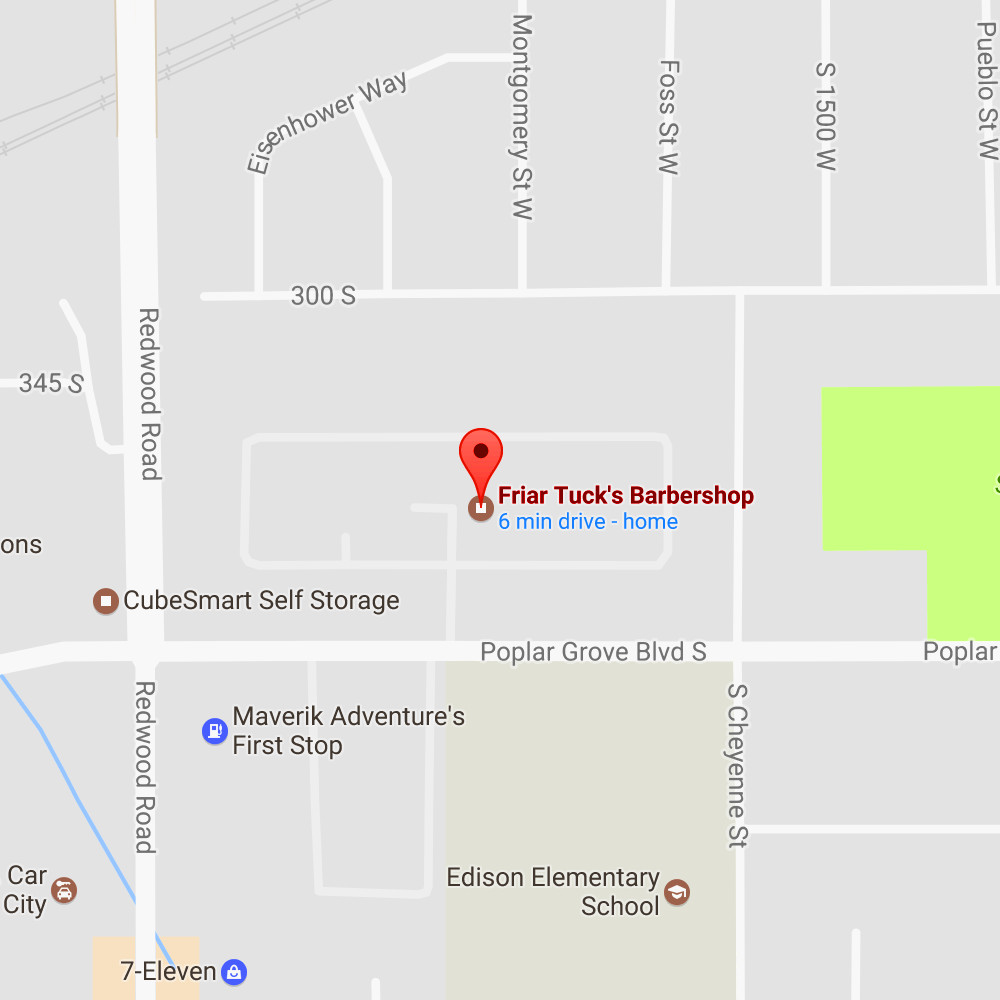 Montgomery St W
Foss St W
S 1500 W
Pueblo St W
Eisenhower Way
300 S
Redwood Road
345 S
Friar Tuck's Barbershop
6 min drive - home
S
ons
CubeSmart Self Storage
Poplar Grove Blvd S
Poplar
Redwood Road
S Cheyenne St
Maverik Adventure's
First Stop
Car
City
Edison Elementary
School
7-Eleven